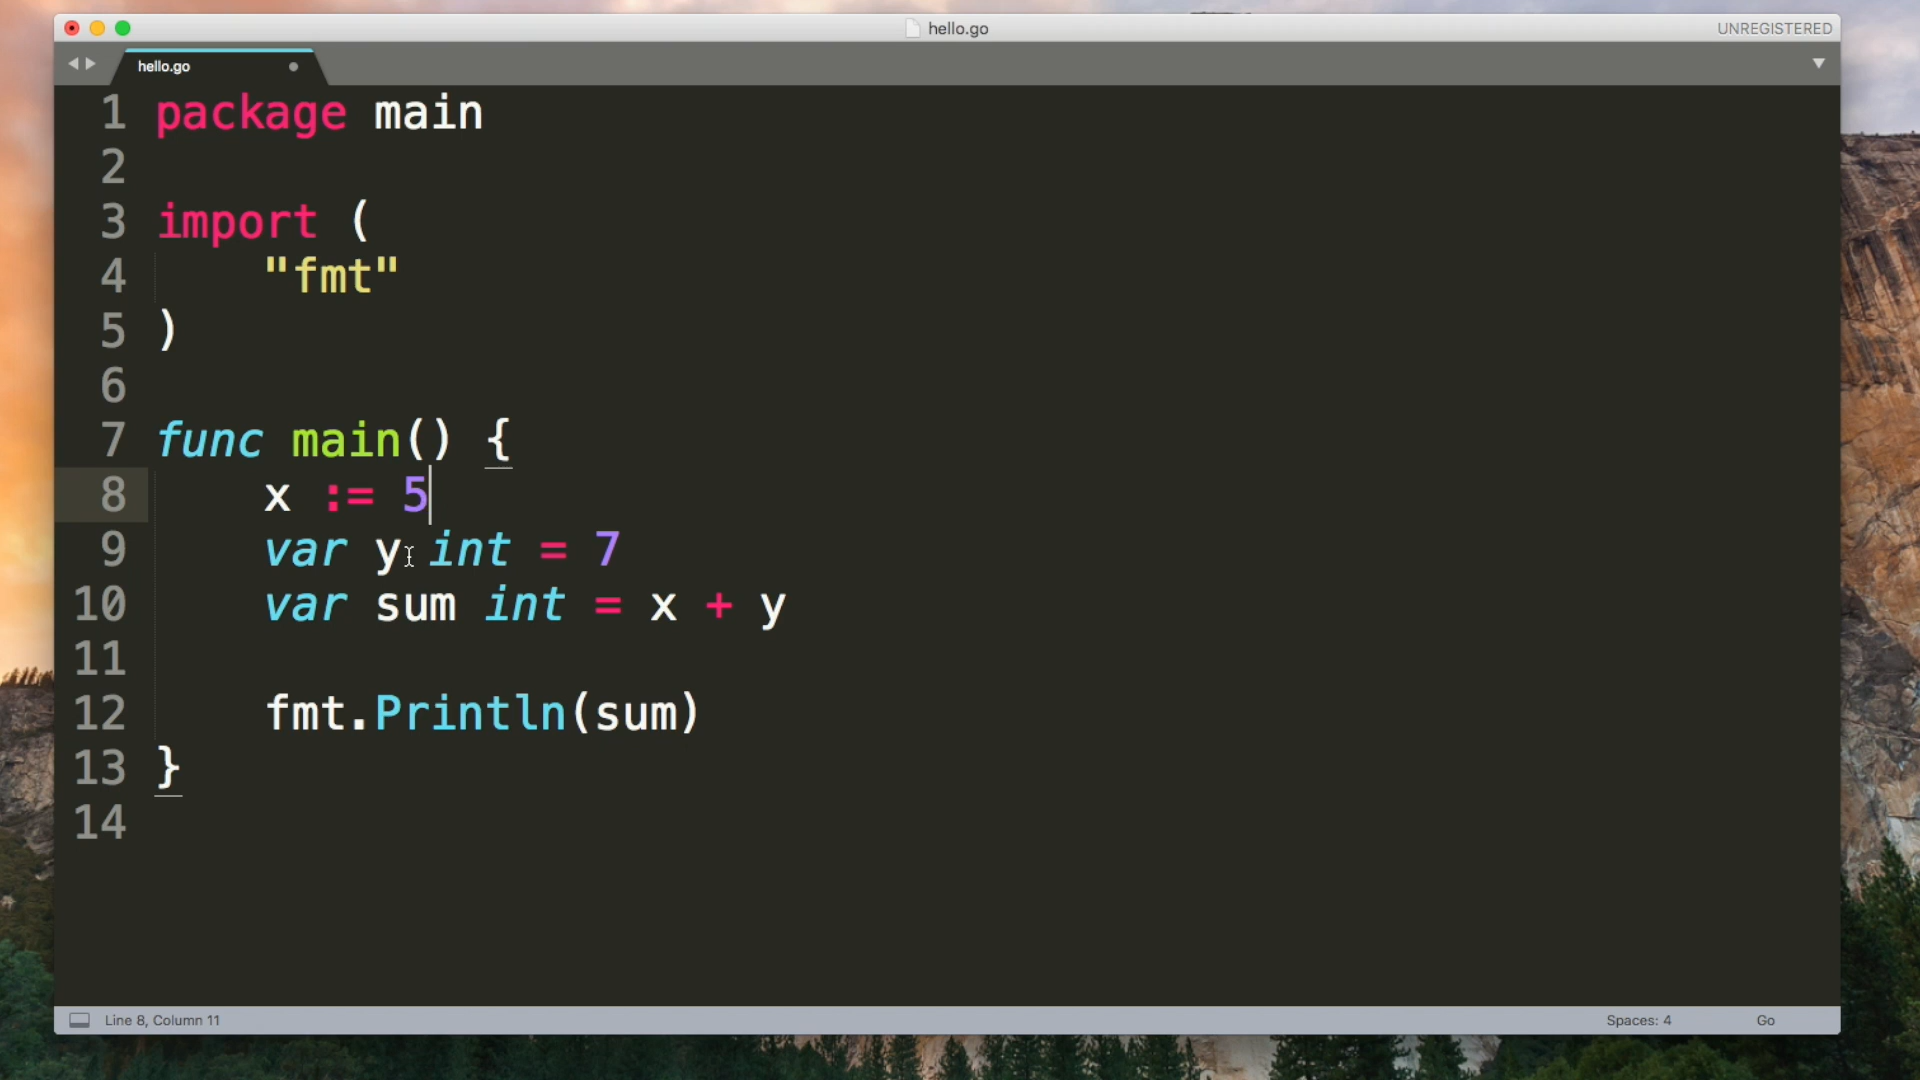 hello.go
UNREGISTERED
hello.go
1 package main
2
3 import (
4     "fmt"
5 )
6
7 func main() {
8     x := 5
9     var y int = 7
10     var sum int = x + y
11
12     fmt.Println(sum)
13 }
14
Line 8, Column 11
Spaces: 4
Go